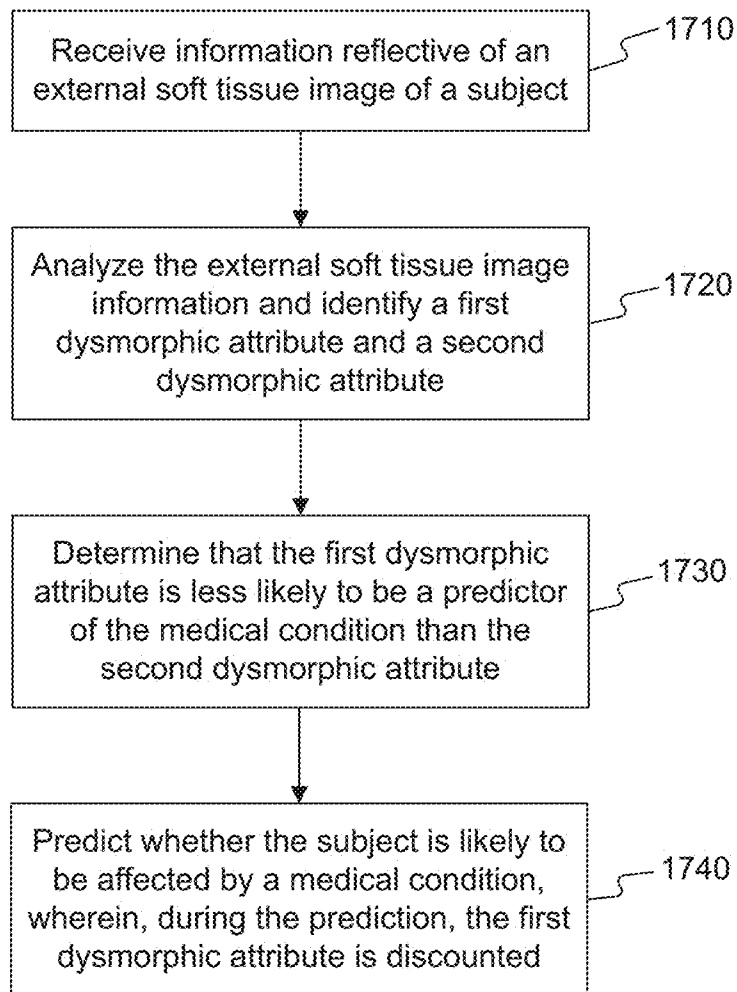 Receive information reflective of an
external soft tissue image of a subject
1710
Analyze the external soft tissue image
information and identify a first
dysmorphic attribute and a second
dysmorphic attribute
1720
Determine that the first dysmorphic
attribute is less likely to be a predictor
of the medical condition than the
second dysmorphic attribute
1730
Predict whether the subject is likely to
be affected by a medical condition,
wherein, during the prediction, the first
dysmorphic attribute is discounted
1740